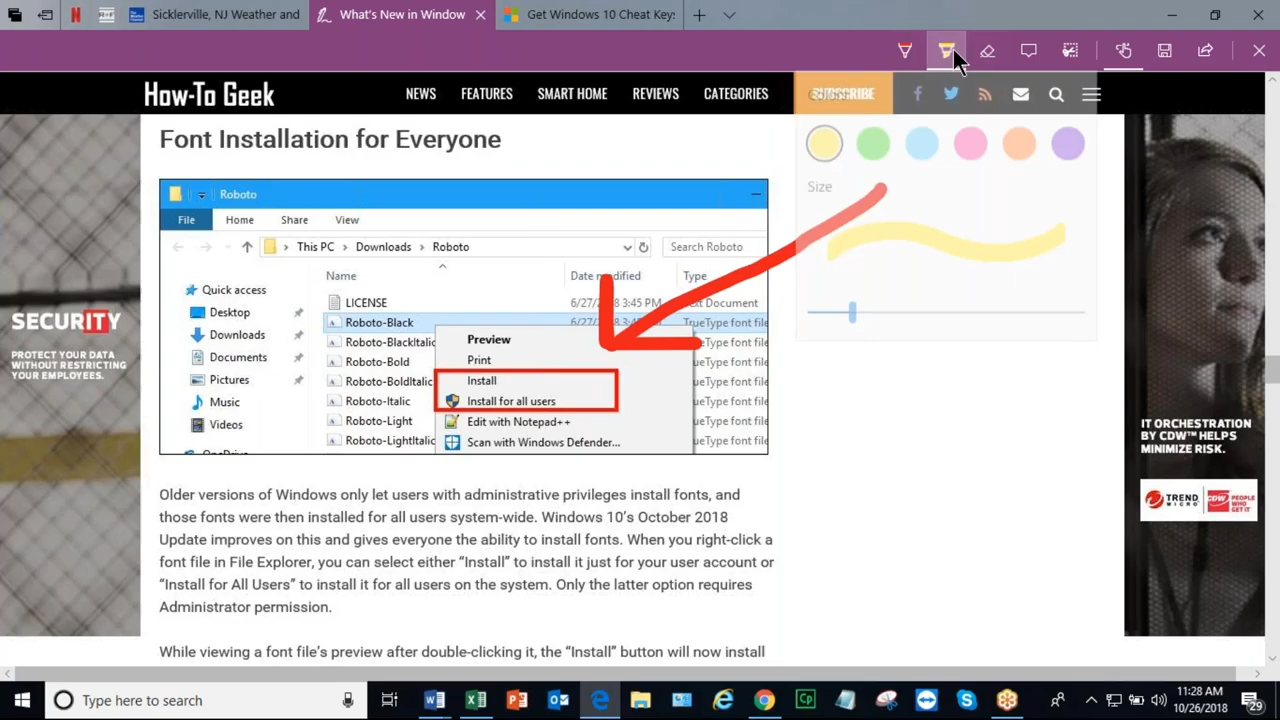 Sicklerville, NJ Weather and
What's New in Window
Get Windows 10 Cheat Keys
How-To Geek
NEWS
FEATURES
SMART HOME
REVIEWS
CATEGORIES
SUBSCRIBE
Font Installation for Everyone
Size
Roboto
File
Home
Share
View
This PC
Downloads
Roboto
Search Roboto
Name
Date modified
Type
Quick access
Desktop
Downloads
Documents
Pictures
Music
Videos
OneDrive
LICENSE
6/27/2018 3:45 PM
Text Document
Roboto-Black
TrueType font file
Roboto-BlackItalic
Roboto-Bold
Roboto-BoldItalic
Roboto-Italic
Roboto-Light
Roboto-LightItalic
Preview
Print
Install
Install for all users
Edit with Notepad++
Scan with Windows Defender...
SECURITY
PROTECT YOUR DATA
WITHOUT RESTRICTING
YOUR EMPLOYEES.
IT ORCHESTRATION
BY CDW™ HELPS
MINIMIZE RISK.
TREND
MICRO
CDW
PEOPLE
WHO
GET IT
Older versions of Windows only let users with administrative privileges install fonts, and
those fonts were then installed for all users system-wide. Windows 10's October 2018
Update improves on this and gives everyone the ability to install fonts. When you right-click a
font file in File Explorer, you can select either “Install” to install it just for your user account or
“Install for All Users” to install it for all users on the system. Only the latter option requires
Administrator permission.
While viewing a font file's preview after double-clicking it, the “Install” button will now install
Type here to search
11:28 AM
10/26/2018
29